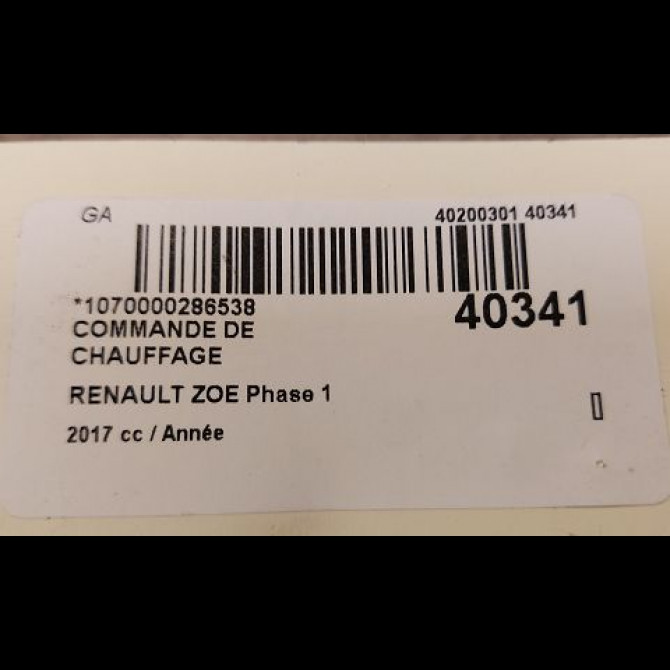 GA
40200301 40341
*1070000286538
40341
COMMANDE DE
CHAUFFAGE
RENAULT ZOE Phase 1
2017 cc / Année